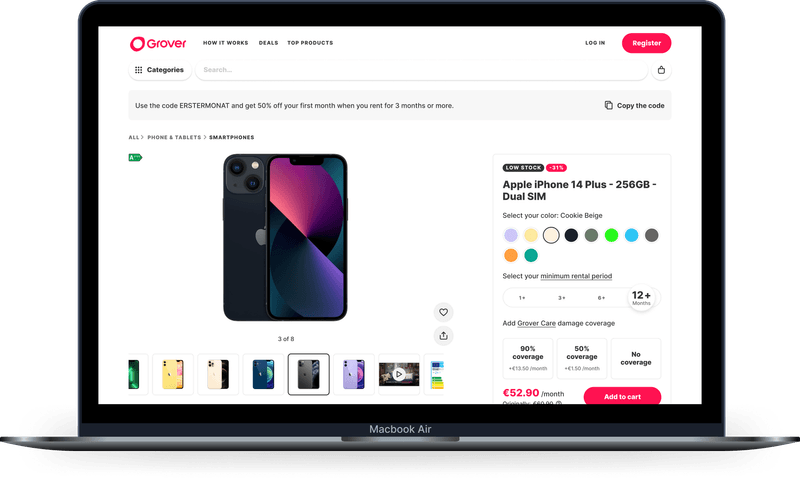 Grover
HOW IT WORKS
DEALS
TOP PRODUCTS
LOG IN
Register
Categories
Search...
Use the code ERSTERMONAT and get 50% off your first month when you rent for 3 months or more.
Copy the code
ALL > PHONE & TABLETS > SMARTPHONES
LOW STOCK
-31%
Apple iPhone 14 Plus - 256GB -
Dual SIM
Select your color: Cookie Beige
Select your minimum rental period
1+
3+
6+
12+
Months
Add Grover Care damage coverage
90%
coverage
+€13.50 /month
50%
coverage
+€1.50 /month
No
coverage
3 of 8
€52.90 /month
Add to cart
Originally: €60.90
Macbook Air